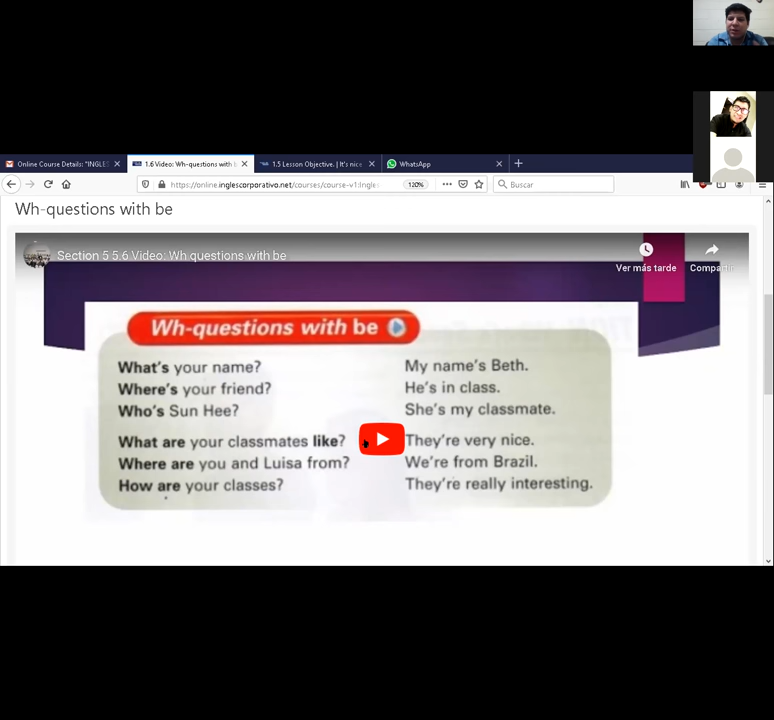 Online Course Details: "INGLES
1.6 Video: Wh-questions with b
1.5 Lesson Objective. | It's nice
WhatsApp
https://online.inglescorporativo.net/courses/course-v1:Ingle
120%
Buscar
Wh-questions with be
Section 5 5.6 Video: Wh questions with be
Ver más tarde
Compartir
Wh-questions with be
What's your name? My name's Beth.
Where's your friend? He's in class.
Who's Sun Hee? She's my classmate.
What are your classmates like? They're very nice.
Where are you and Luisa from? We're from Brazil.
How are your classes? They're really interesting.